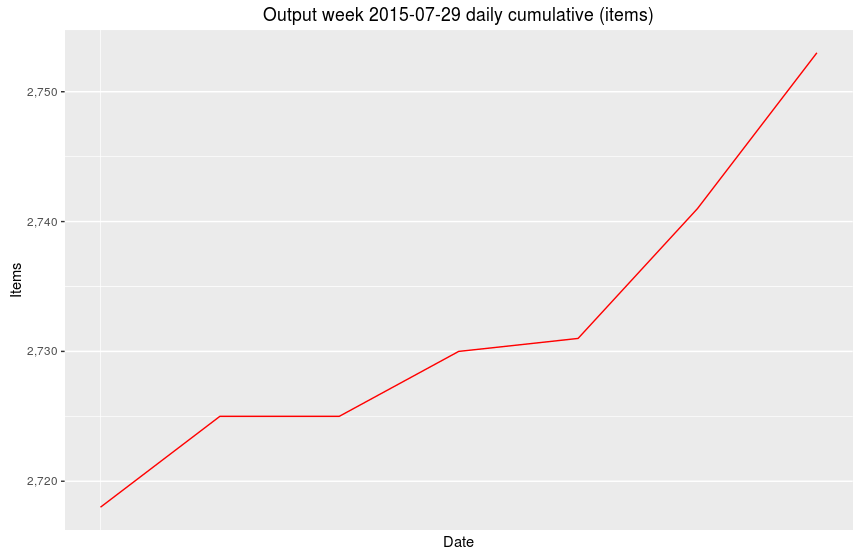 Output week 2015-07-29 daily cumulative (items)
2,750
2,740
2,730
2,720
Items
Date